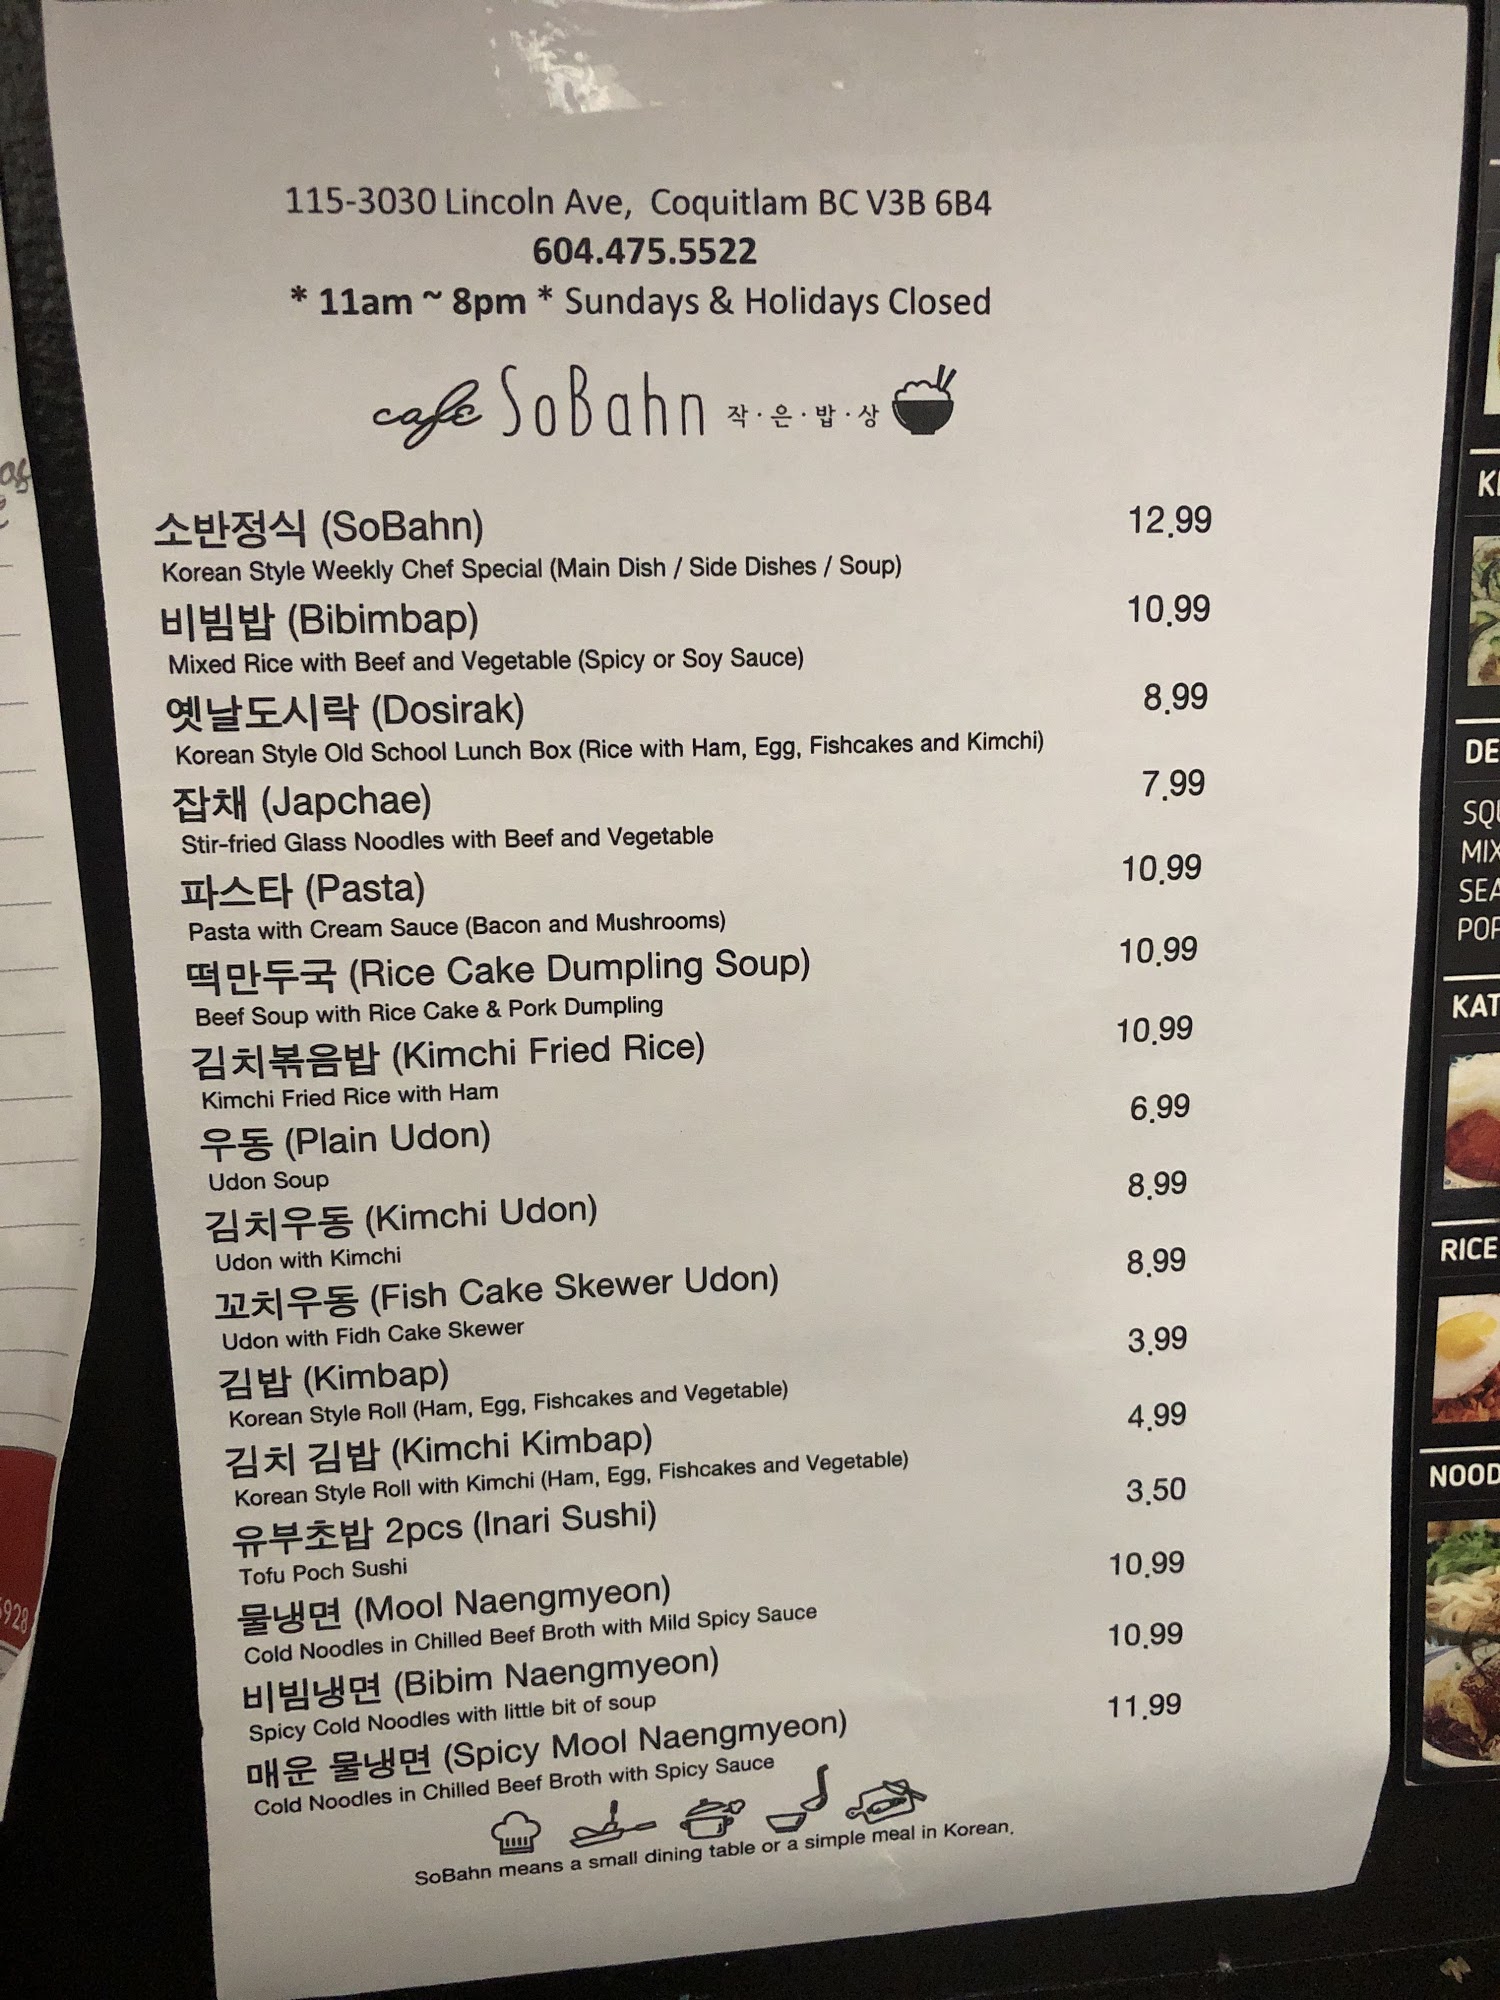 115-3030 Lincoln Ave, Coquitlam BC V3B 6B4
604.475.5522
* 11am ~ 8pm * Sundays & Holidays Closed
cafe SoBahn 작·은·밥·상
소반정식 (SoBahn) 12.99
Korean Style Weekly Chef Special (Main Dish / Side Dishes / Soup)
비빔밥 (Bibimbap) 10.99
Mixed Rice with Beef and Vegetable (Spicy or Soy Sauce)
옛날도시락 (Dosirak) 8.99
Korean Style Old School Lunch Box (Rice with Ham, Egg, Fishcakes and Kimchi)
잡채 (Japchae) 7.99
Stir-fried Glass Noodles with Beef and Vegetable
파스타 (Pasta) 10.99
Pasta with Cream Sauce (Bacon and Mushrooms)
떡만두국 (Rice Cake Dumpling Soup) 10.99
Beef Soup with Rice Cake & Pork Dumpling
김치볶음밥 (Kimchi Fried Rice) 10.99
Kimchi Fried Rice with Ham
우동 (Plain Udon) 6.99
Udon Soup
김치우동 (Kimchi Udon) 8.99
Udon with Kimchi
꼬치우동 (Fish Cake Skewer Udon) 8.99
Udon with Fidh Cake Skewer
김밥 (Kimbap) 3.99
Korean Style Roll (Ham, Egg, Fishcakes and Vegetable)
김치 김밥 (Kimchi Kimbap) 4.99
Korean Style Roll with Kimchi (Ham, Egg, Fishcakes and Vegetable)
유부초밥 2pcs (Inari Sushi) 3.50
Tofu Poch Sushi
물냉면 (Mool Naengmyeon) 10.99
Cold Noodles in Chilled Beef Broth with Mild Spicy Sauce
비빔냉면 (Bibim Naengmyeon) 10.99
Spicy Cold Noodles with little bit of soup
매운 물냉면 (Spicy Mool Naengmyeon) 11.99
Cold Noodles in Chilled Beef Broth with Spicy Sauce
SoBahn means a small dining table or a simple meal in Korean.
RICE